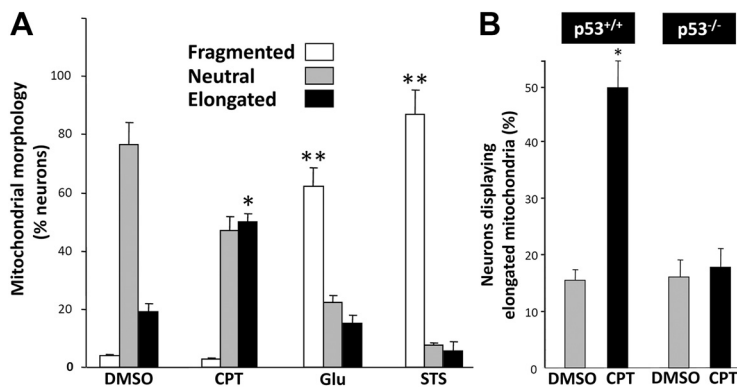 A
Mitochondrial morphology
(% neurons)
100
80
60
40
20
0
Fragmented
Neutral
Elongated
*
**
**
DMSO CPT Glu STS
B
p53+/+ p53-/-
Neurons displaying
elongated mitochondria (%)
50
40
30
20
10
0
*
DMSO CPT DMSO CPT